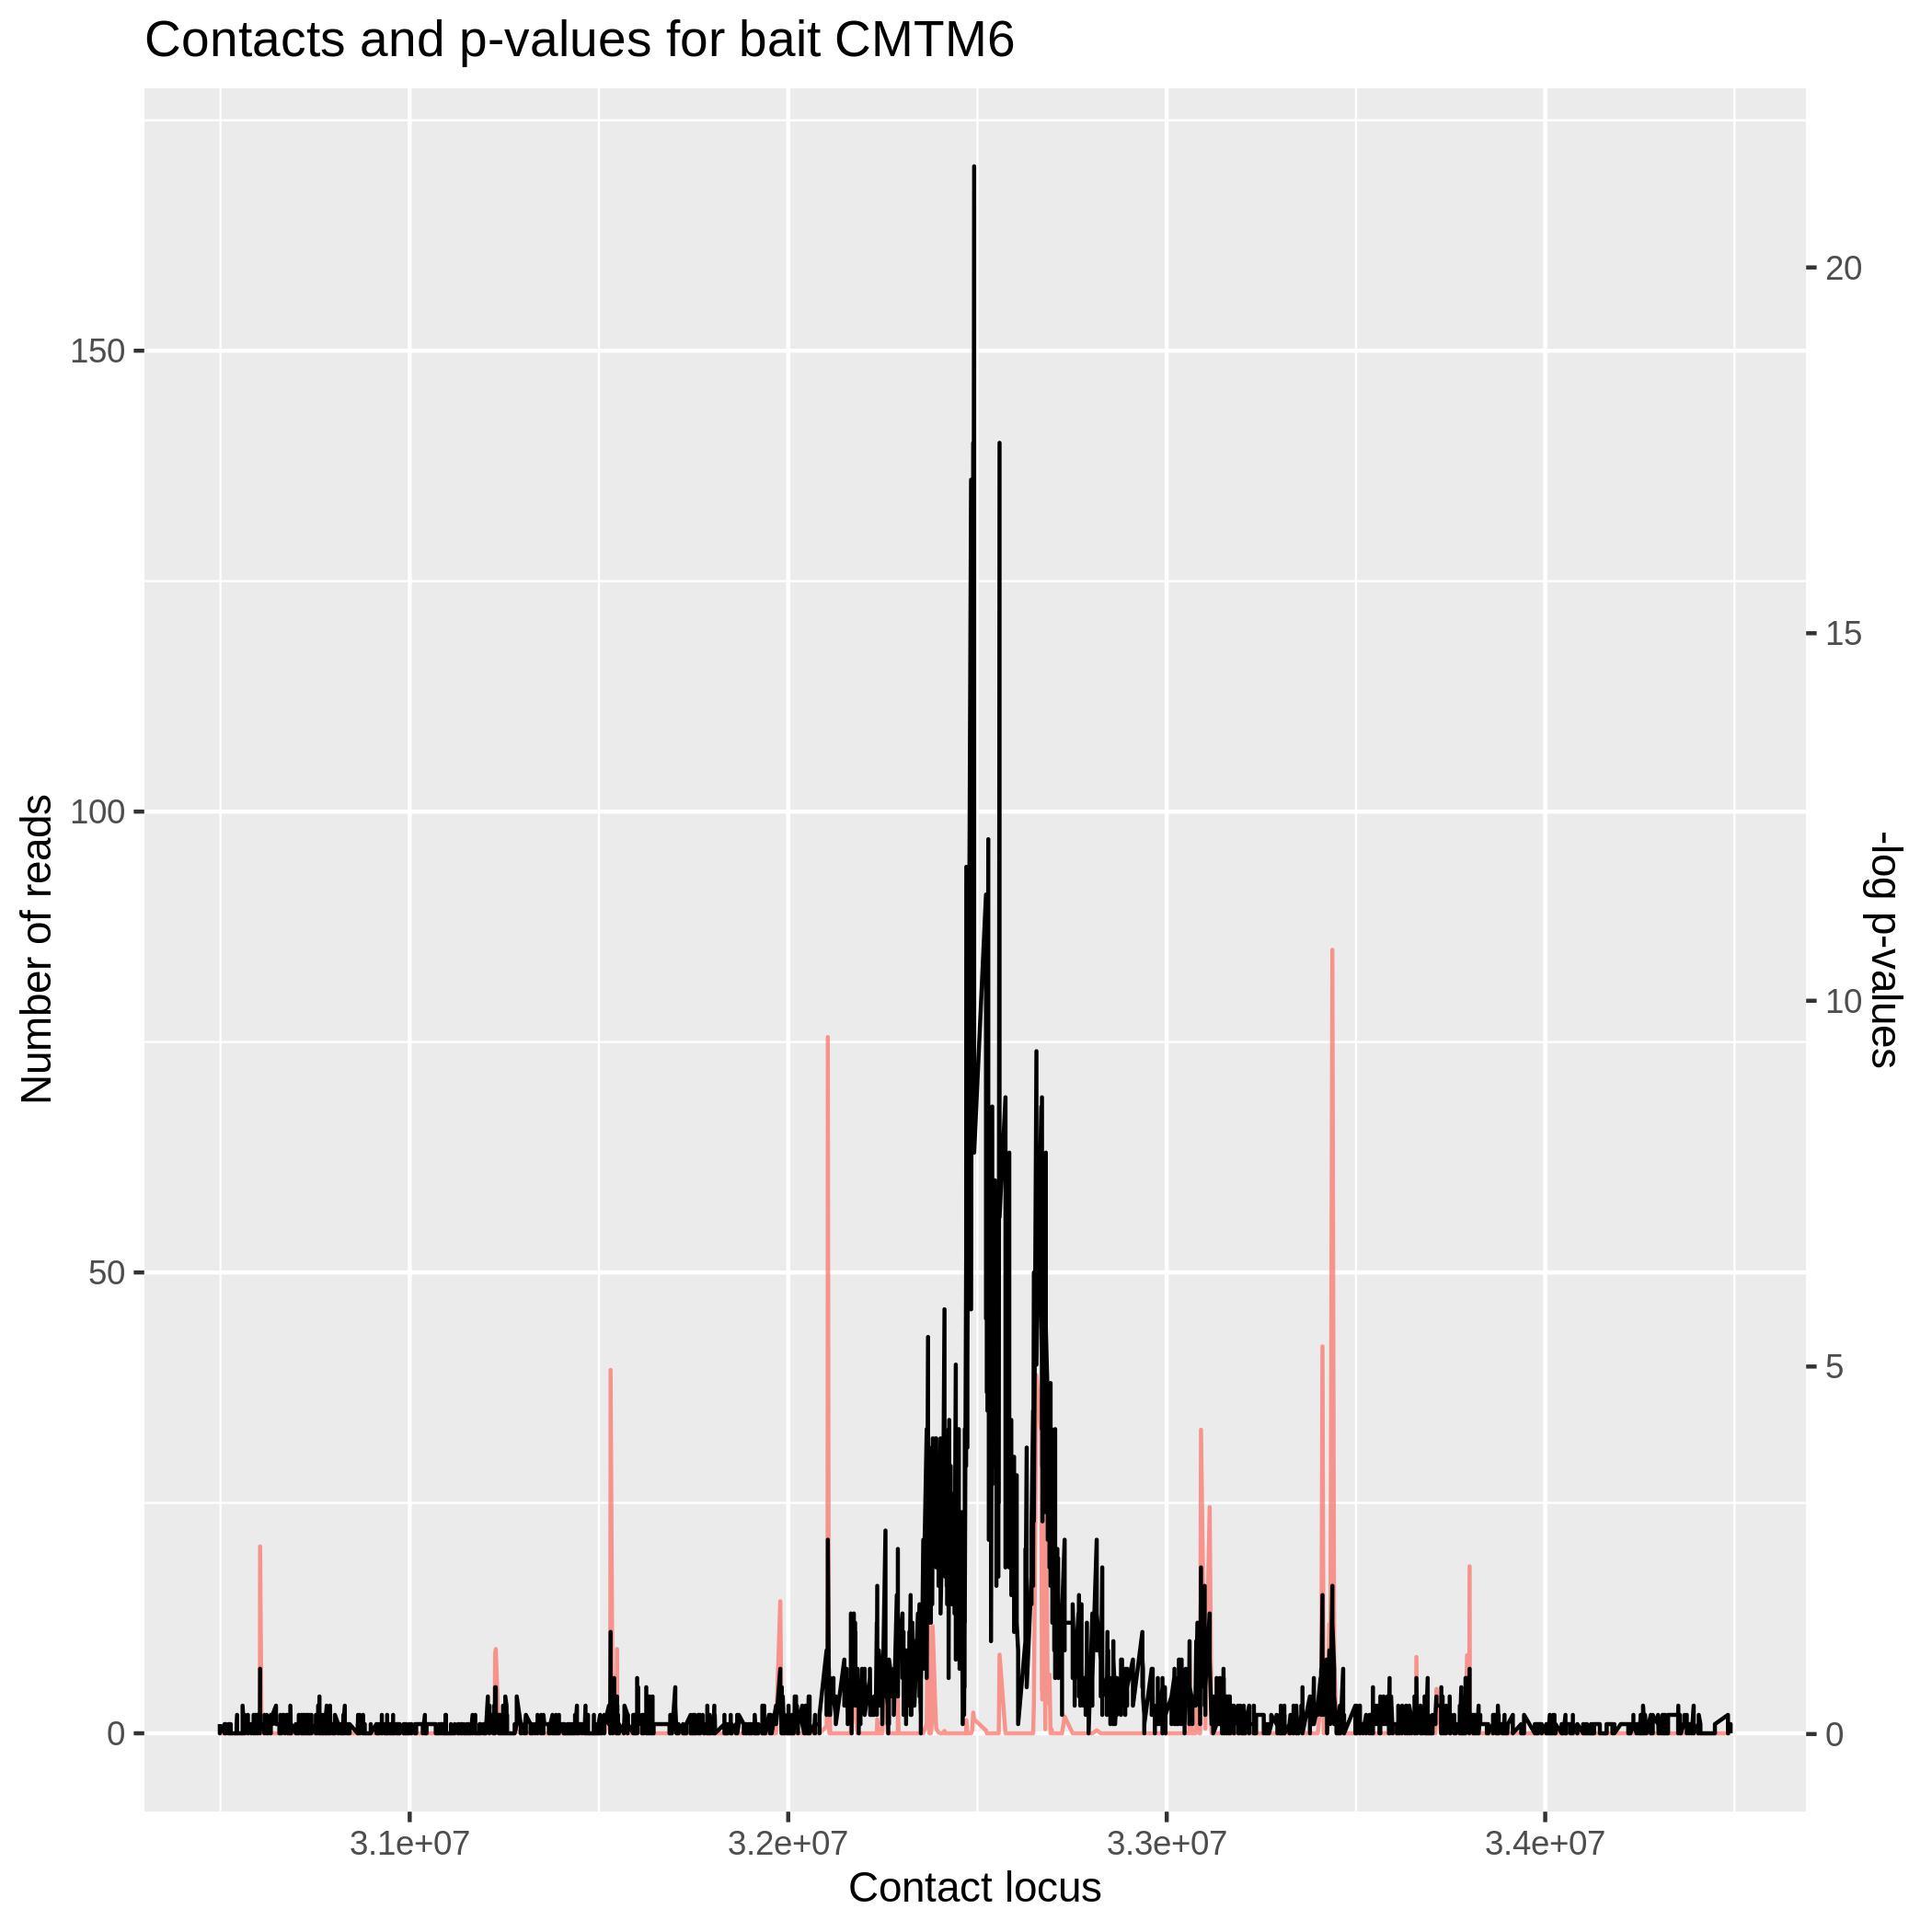 Contacts and p-values for bait CMTM6
Number of reads
150
100
50
0
20
15
10
5
0
-log p-values
3.1e+07
3.2e+07
3.3e+07
3.4e+07
Contact locus